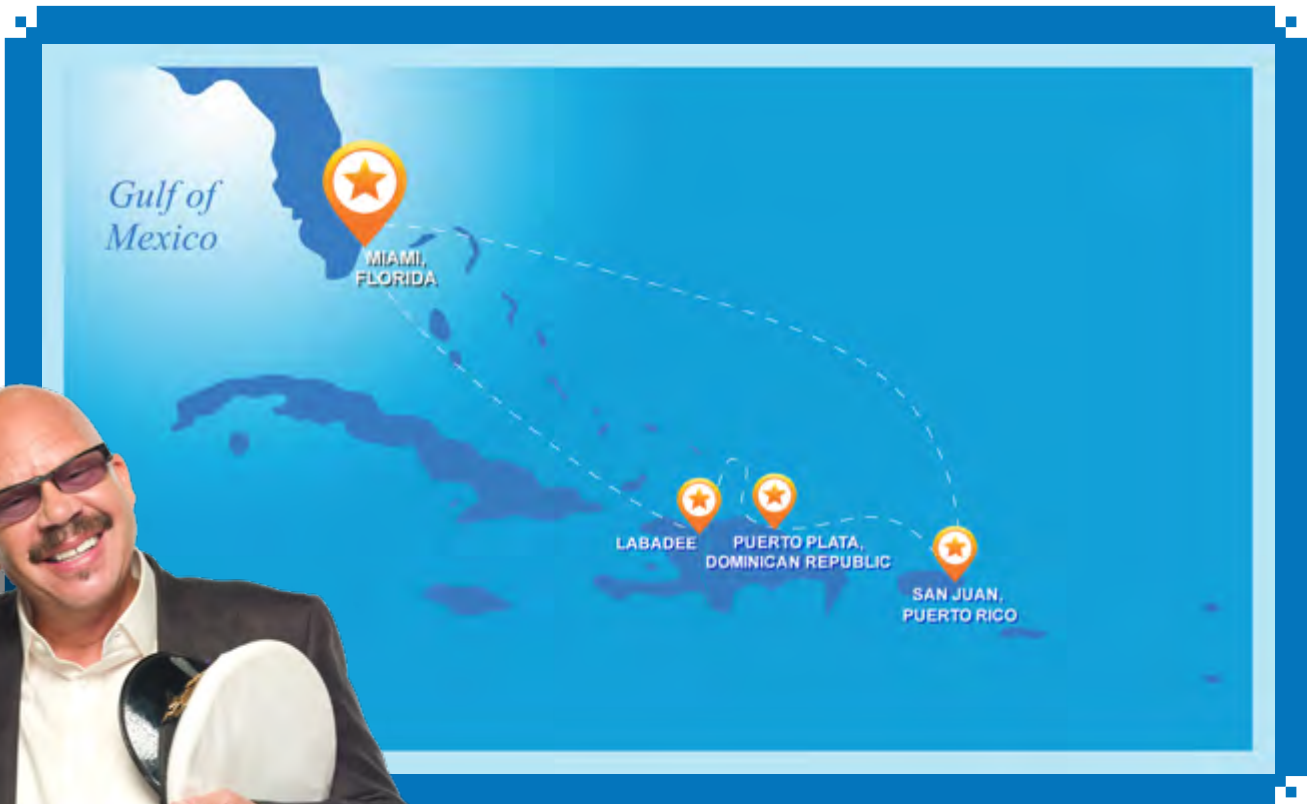 Gulf of
Mexico
MIAMI,
FLORIDA
LABADEE
PUERTO PLATA,
DOMINICAN REPUBLIC
SAN JUAN,
PUERTO RICO